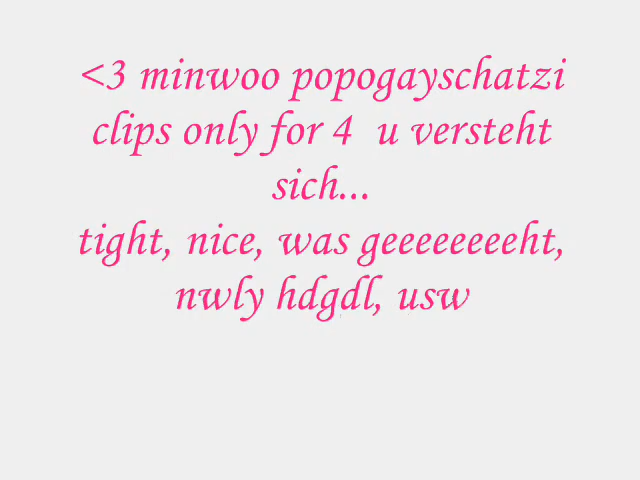 <3 minwoo popogayschatzi
clips only for 4 u versteht
sich...
tight, nice, was geeeeeeeeht,
nwly hdgdl, usw